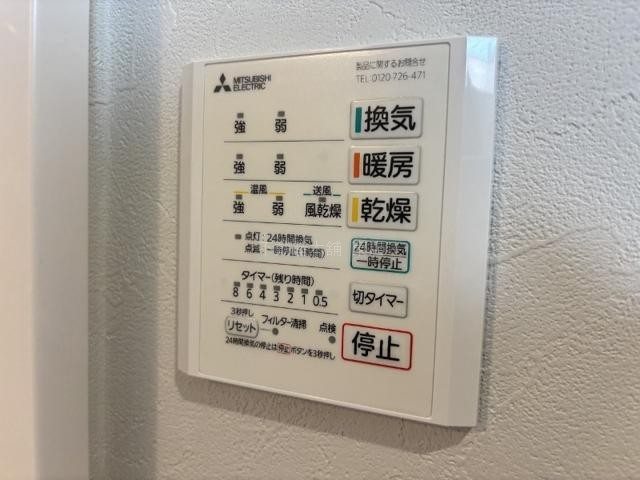 MITSUBISHI
ELECTRIC
製品に関するお問合せ
TEL:0120-726-471
強 弱 換気
強 弱 暖房
温風 送風
強 弱 風乾燥 乾燥
点灯:24時間換気
点滅:一時停止(1時間)
24時間換気
一時停止
タイマー(残り時間)
8 6 4 3 2 1 0.5
切タイマー
3秒押し
リセット フィルター清掃 点検
24時間換気の停止は停止ボタンを3秒押し
停止